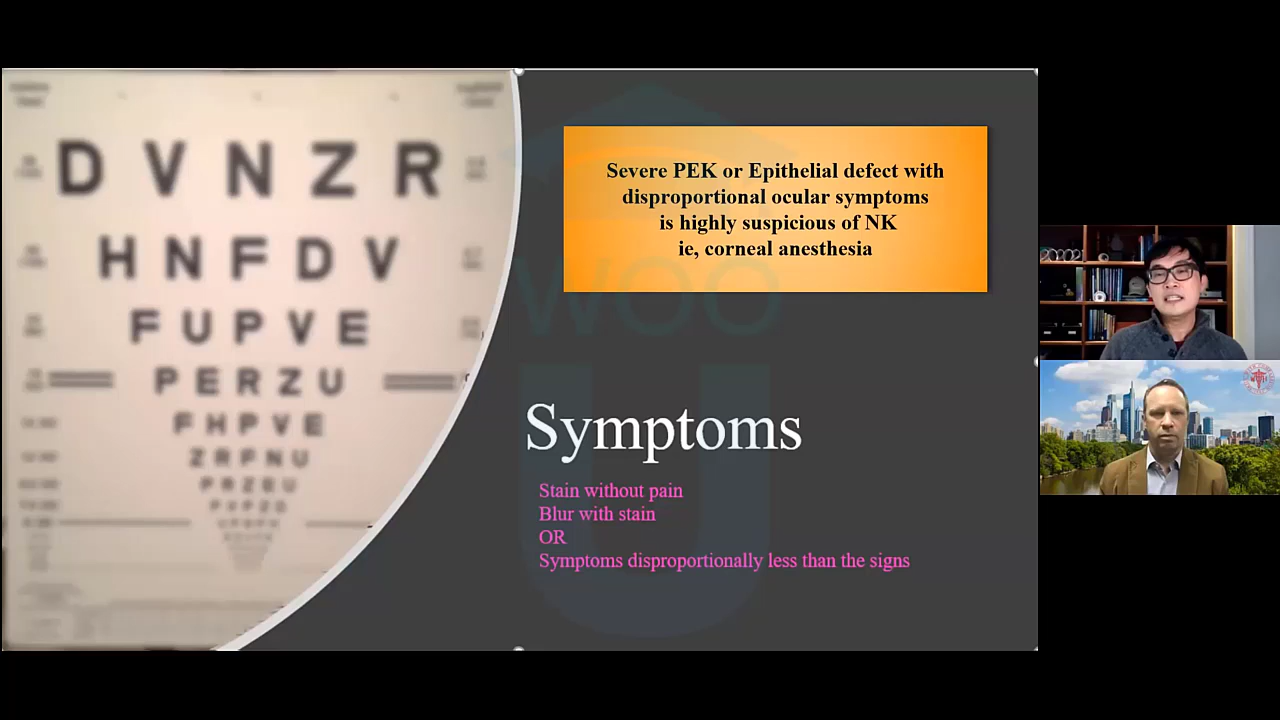 D V N Z R
H N F D V
F U P V E
P E R Z U
F H P V E
Z R F N U
P R Z E U
Severe PEK or Epithelial defect with
disproportional ocular symptoms
is highly suspicious of NK
ie, corneal anesthesia
WOO
U
Symptoms
Stain without pain
Blur with stain
OR
Symptoms disproportionally less than the signs